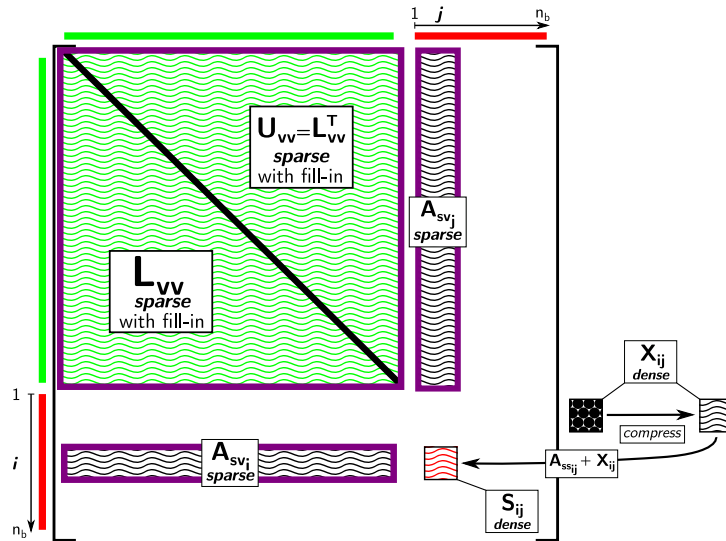 1 j n_b
U_vv=L_vv^T
sparse
with fill-in
A_sv_j
sparse
L_vv
sparse
with fill-in
X_ij
dense
1
compress
i
A_sv_i
sparse
A_ss_ij + X_ij
S_ij
dense
n_b